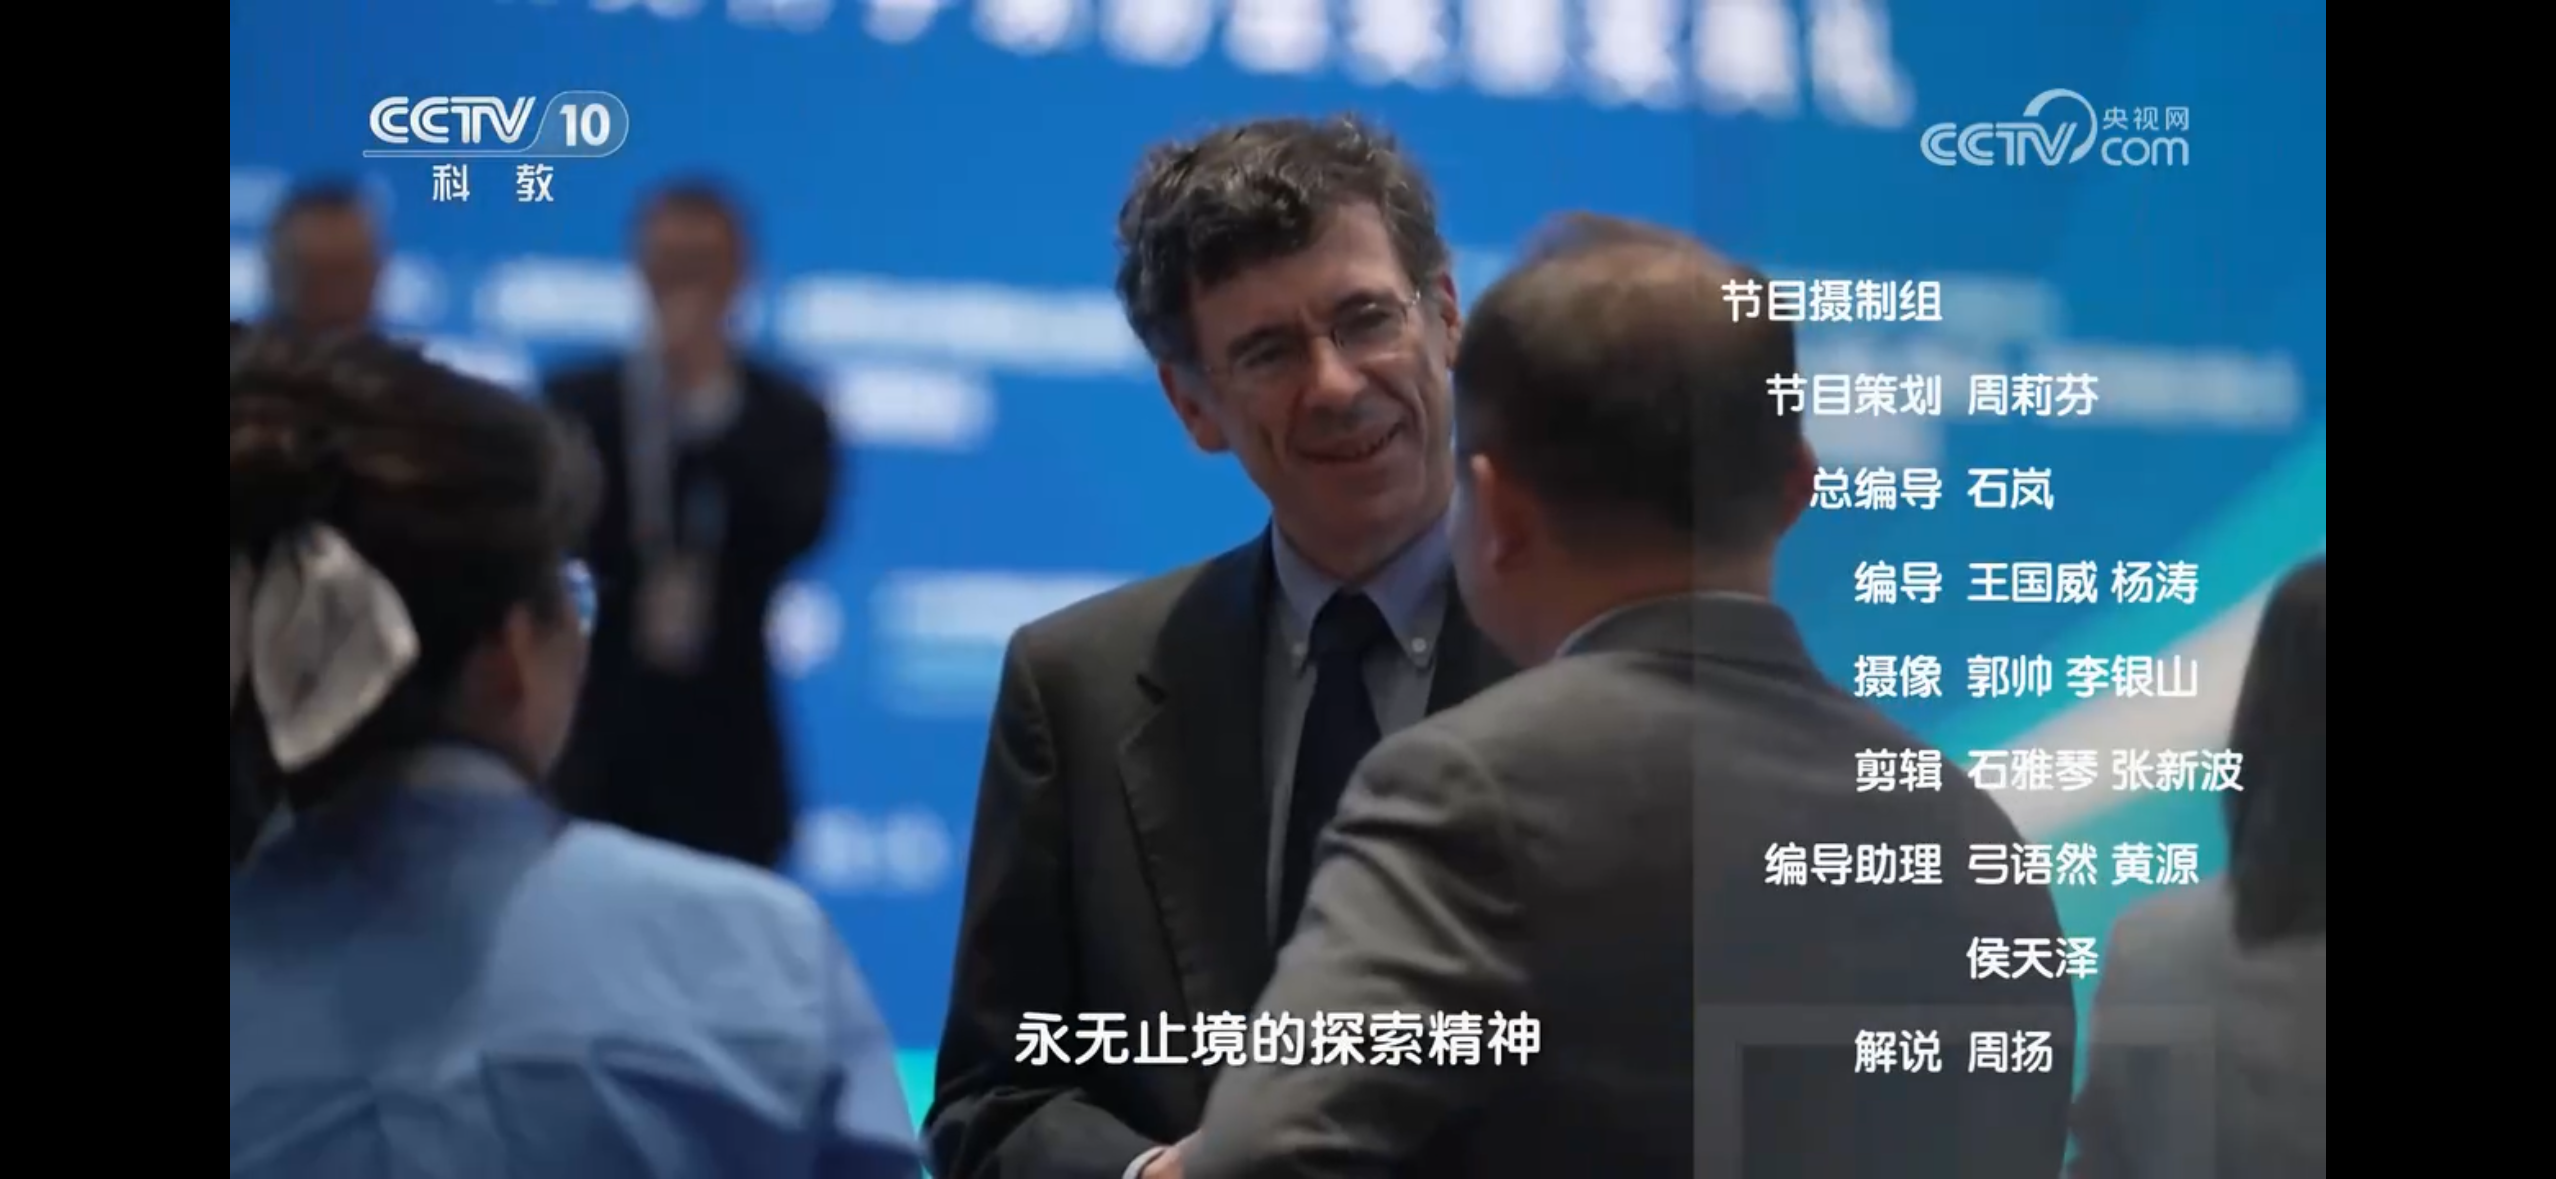 CCTV 10
科 教
央视网
CCTV com
节目摄制组
节目策划 周莉芬
总编导 石岚
编导 王国威 杨涛
摄像 郭帅 李银山
剪辑 石雅琴 张新波
编导助理 弓语然 黄源
侯天泽
解说 周扬
永无止境的探索精神